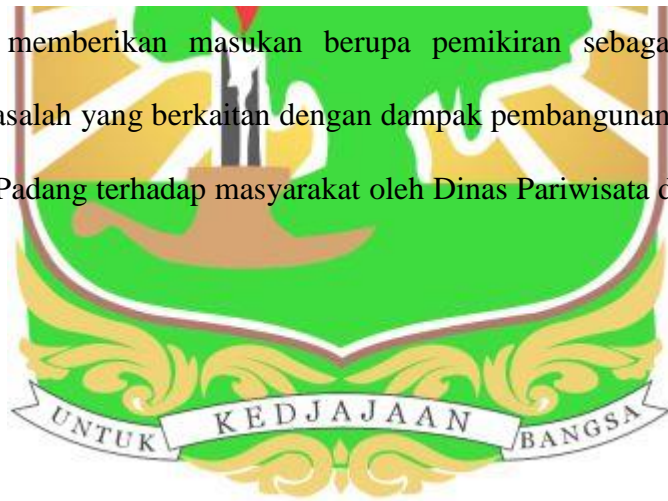 memberikan masukan berupa pemikiran sebaga
salah yang berkaitan dengan dampak pembangunan
Padang terhadap masyarakat oleh Dinas Pariwisata d
UNTUK KEDJAJAAN BANGSA